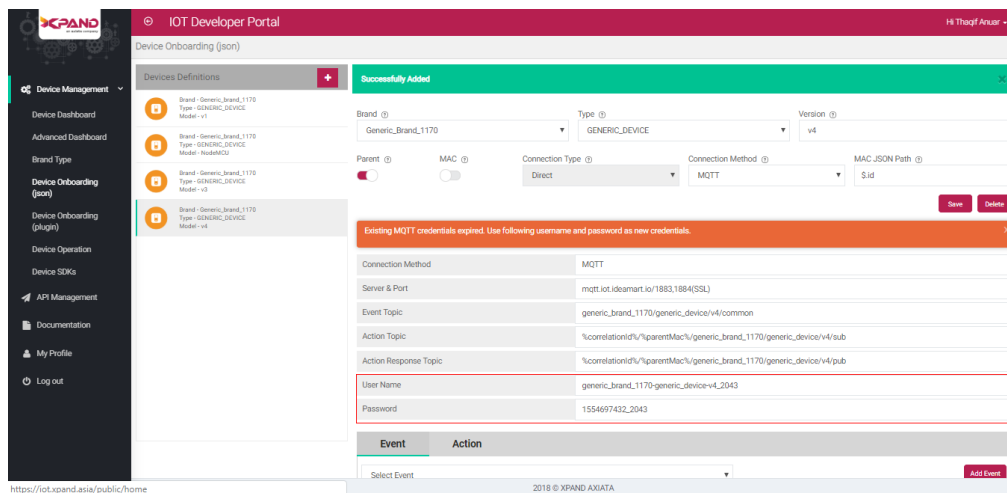 XPAND
an axiata company
IOT Developer Portal
Hi Thaqif Anuar
Device Onboarding (json)
Device Management
Device Dashboard
Advanced Dashboard
Brand Type
Device Onboarding
(json)
Device Onboarding
(plugin)
Device Operation
Device SDKs
API Management
Documentation
My Profile
Log out
Devices Definitions
+
Brand - Generic_brand_1170
Type - GENERIC_DEVICE
Model - v1
Brand - Generic_brand_1170
Type - GENERIC_DEVICE
Model - NodeMCU
Brand - Generic_brand_1170
Type - GENERIC_DEVICE
Model - v3
Brand - Generic_brand_1170
Type - GENERIC_DEVICE
Model - v4
Successfully Added
Brand
Type
Version
Generic_Brand_1170
GENERIC_DEVICE
v4
Parent
MAC
Connection Type
Connection Method
MAC JSON Path
Direct
MQTT
$.id
Save
Delete
Existing MQTT credentials expired. Use following username and password as new credentials.
Connection Method
MQTT
Server & Port
mqtt.iot.ideamart.io/1883,1884(SSL)
Event Topic
generic_brand_1170/generic_device/v4/common
Action Topic
%correlationId%/%parentMac%/generic_brand_1170/generic_device/v4/sub
Action Response Topic
%correlationId%/%parentMac%/generic_brand_1170/generic_device/v4/pub
User Name
generic_brand_1170-generic_device-v4_2043
Password
1554697432_2043
Event
Action
Select Event
Add Event
https://iot.xpand.asia/public/home
2018 © XPAND AXIATA